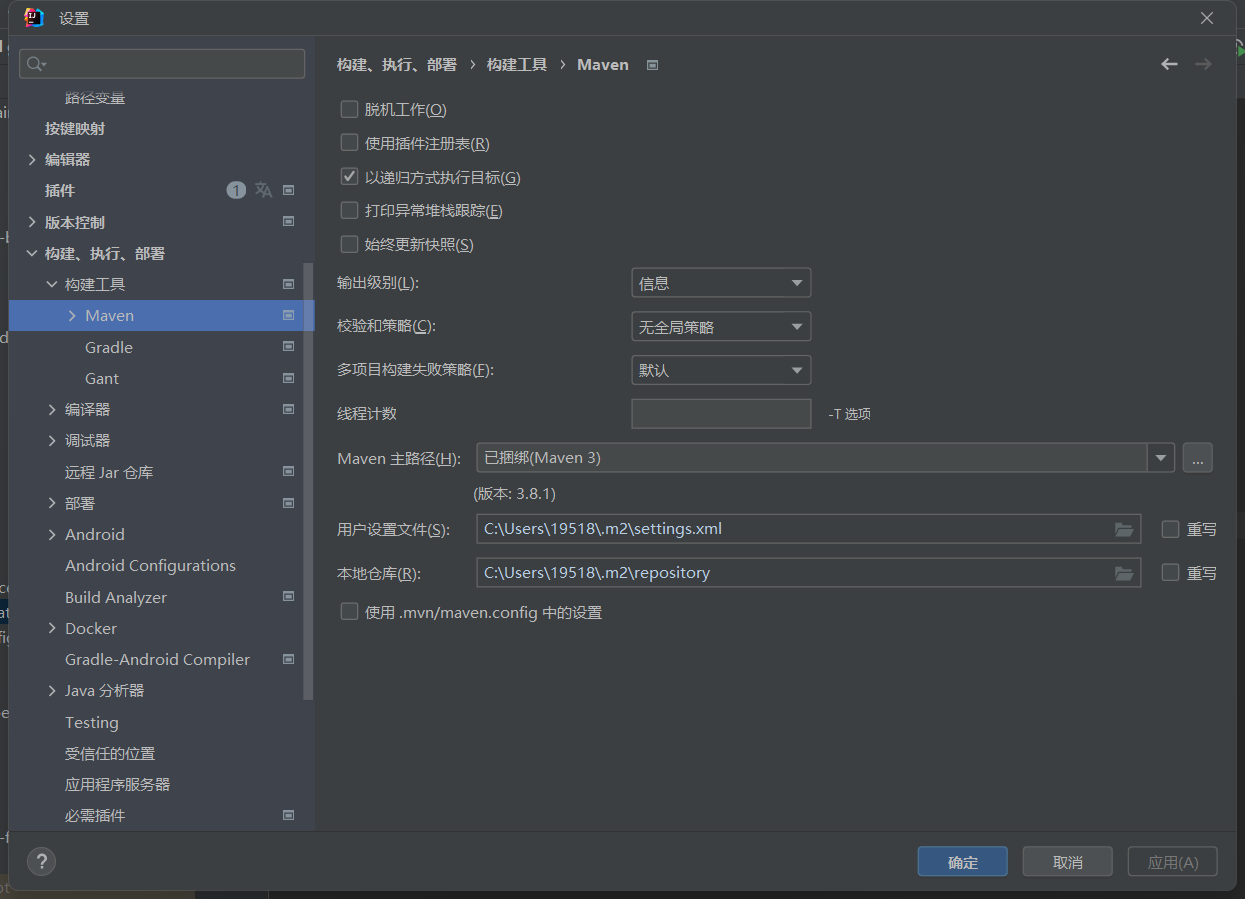 设置
路径变量
按键映射
编辑器
插件 1
版本控制
构建、执行、部署
构建工具
Maven
Gradle
Gant
编译器
调试器
远程 Jar 仓库
部署
Android
Android Configurations
Build Analyzer
Docker
Gradle-Android Compiler
Java 分析器
Testing
受信任的位置
应用程序服务器
必需插件
构建、执行、部署 › 构建工具 › Maven
脱机工作(O)
使用插件注册表(R)
以递归方式执行目标(G)
打印异常堆栈跟踪(E)
始终更新快照(S)
输出级别(L): 信息
校验和策略(C): 无全局策略
多项目构建失败策略(F): 默认
线程计数 -T 选项
Maven 主路径(H): 已捆绑(Maven 3) ...
(版本: 3.8.1)
用户设置文件(S): C:\Users\19518\.m2\settings.xml 重写
本地仓库(R): C:\Users\19518\.m2\repository 重写
使用 .mvn/maven.config 中的设置
? 确定 取消 应用(A)